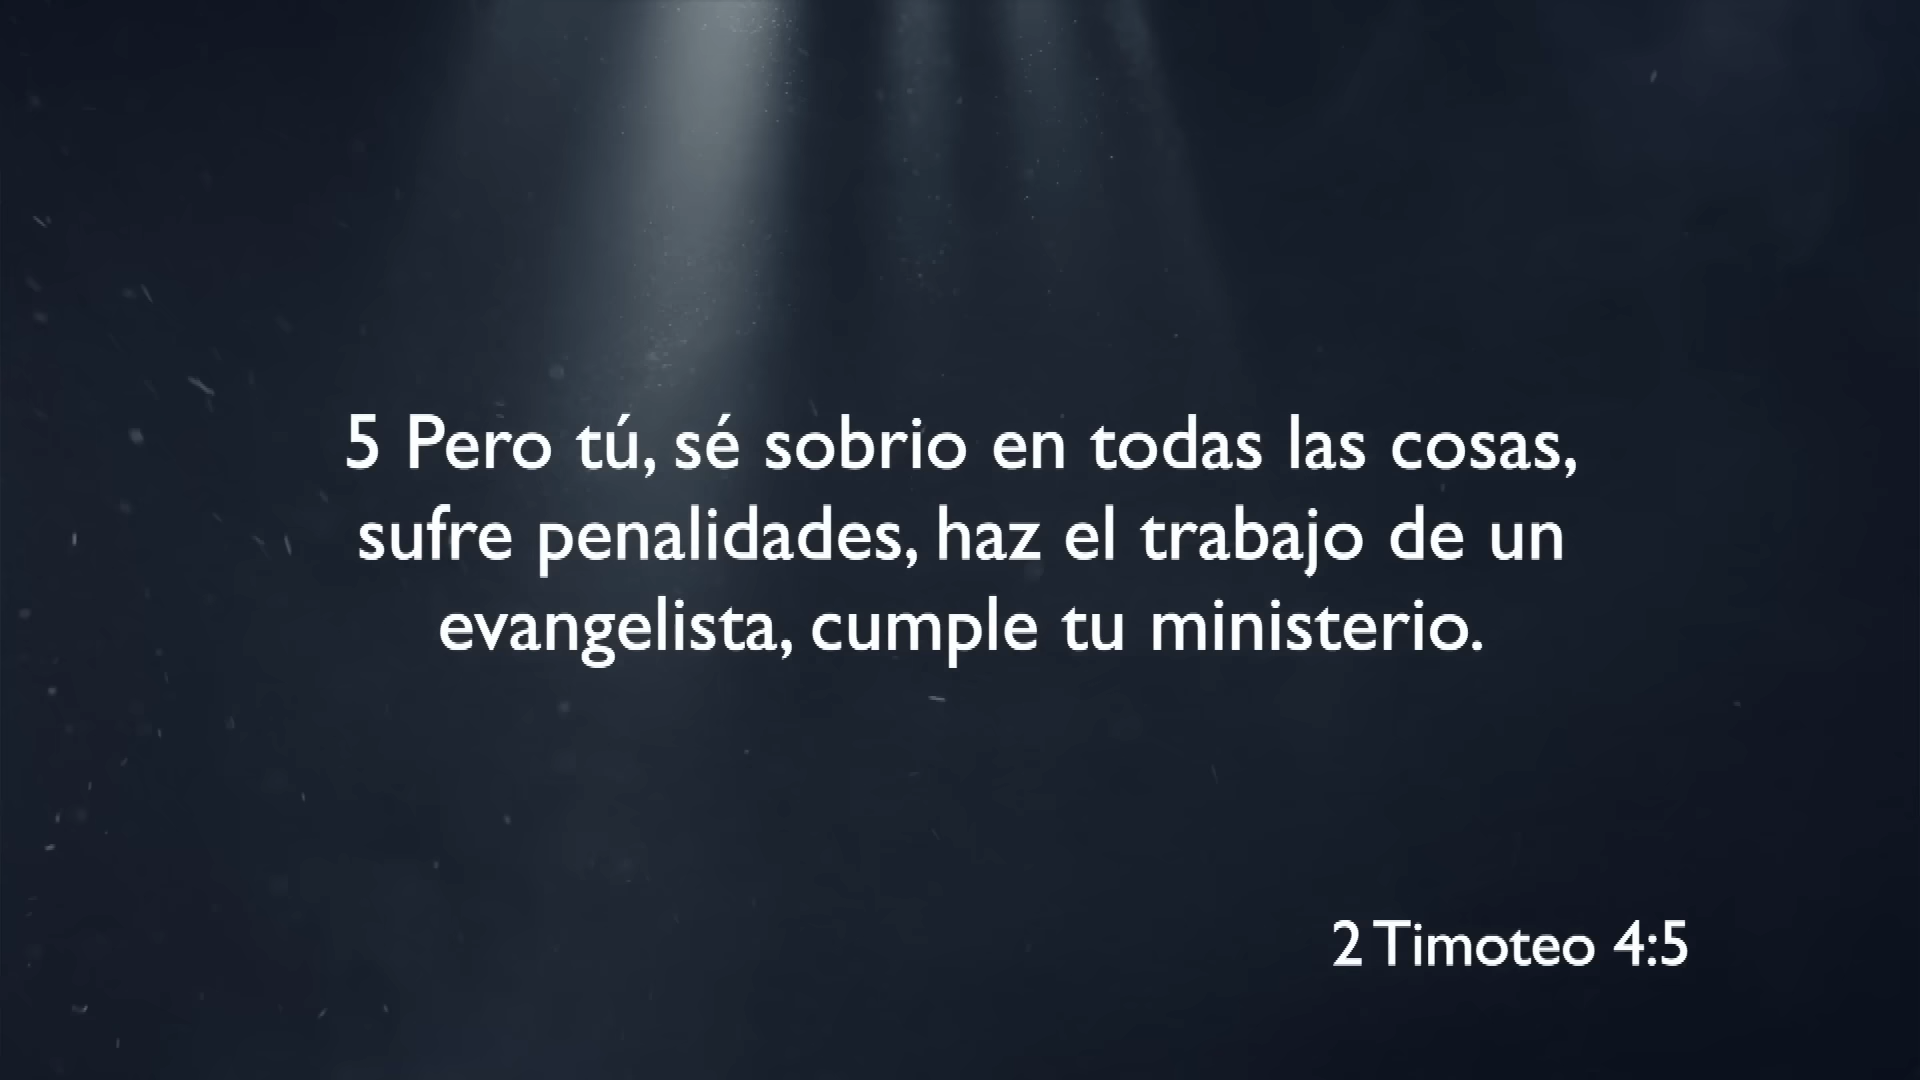 5 Pero tú, sé sobrio en todas las cosas,
sufre penalidades, haz el trabajo de un
evangelista, cumple tu ministerio.
2 Timoteo 4:5